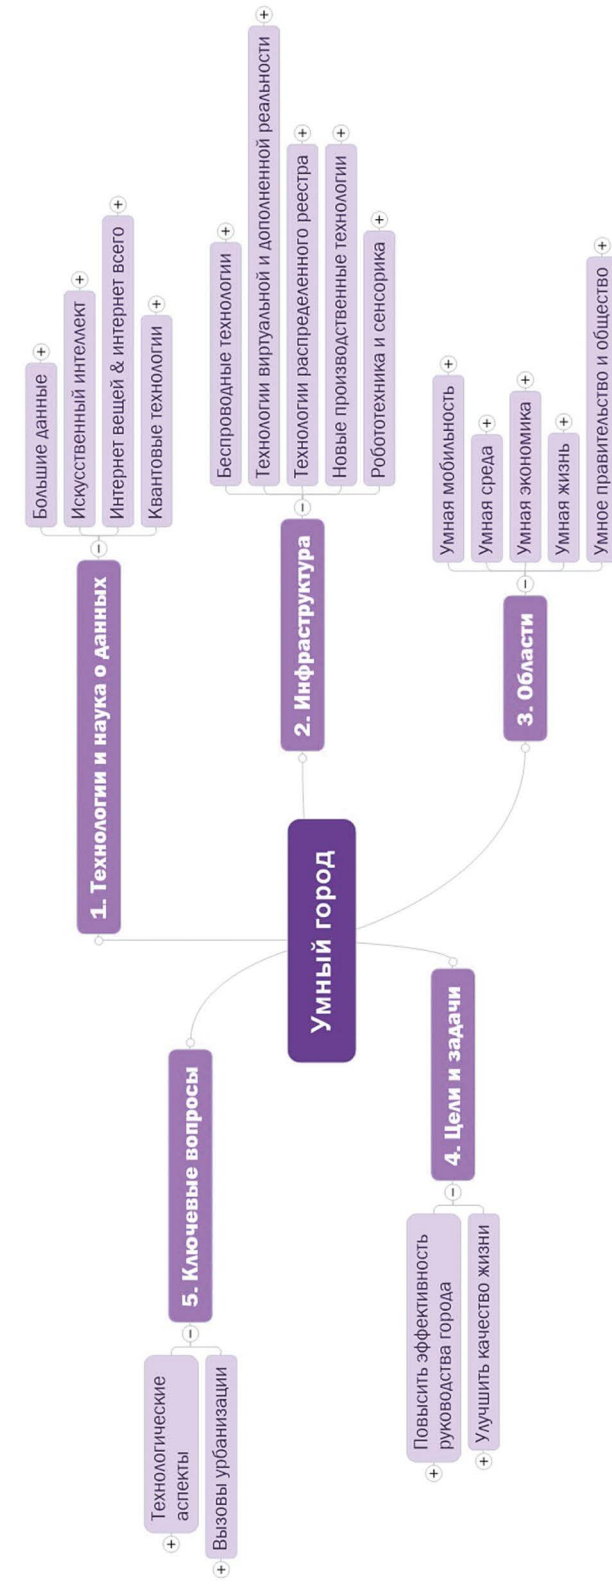 Умный город
1. Технологии и наука о данных
Большие данные
Искусственный интеллект
Интернет вещей & интернет всего
Квантовые технологии
2. Инфраструктура
Беспроводные технологии
Технологии виртуальной и дополненной реальности
Технологии распределенного реестра
Новые производственные технологии
Робототехника и сенсорика
3. Области
Умная мобильность
Умная среда
Умная экономика
Умная жизнь
Умное правительство и общество
4. Цели и задачи
Повысить эффективность
руководства города
Улучшить качество жизни
5. Ключевые вопросы
Технологические
аспекты
Вызовы урбанизации